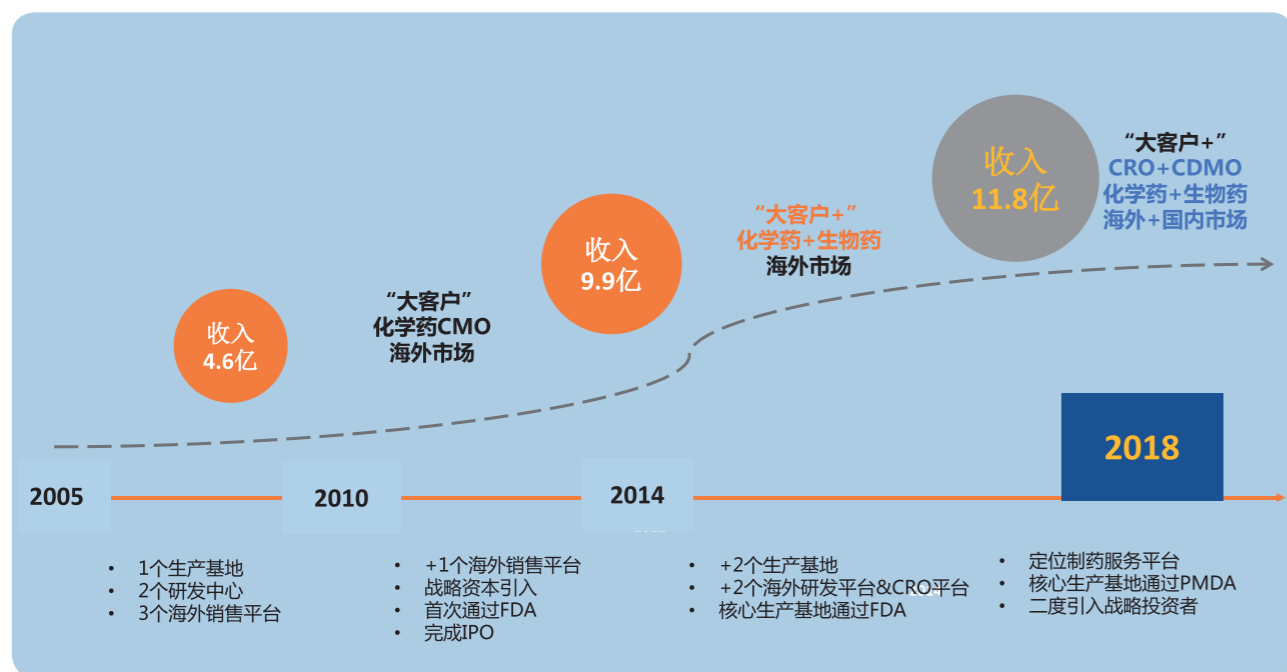 “大客户+”
CRO+CDMO
化学药+生物药
海外+国内市场
收入
11.8亿
“大客户+”
化学药+生物药
海外市场
收入
9.9亿
“大客户”
化学药CMO
海外市场
收入
4.6亿
2005
2010
2014
2018
• 1个生产基地
• 2个研发中心
• 3个海外销售平台
• +1个海外销售平台
• 战略资本引入
• 首次通过FDA
• 完成IPO
• +2个生产基地
• +2个海外研发平台&CRO平台
• 核心生产基地通过FDA
• 定位制药服务平台
• 核心生产基地通过PMDA
• 二度引入战略投资者